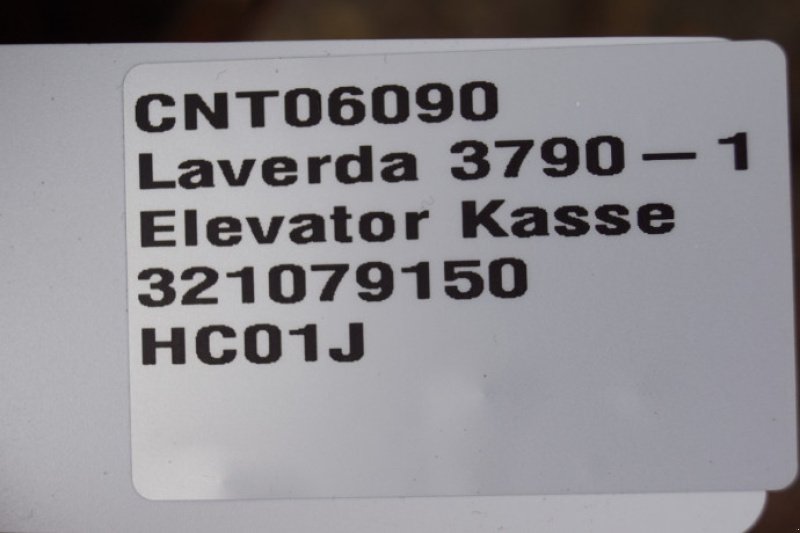 CNT06090
Laverda 3790 - 1
Elevator Kasse
321079150
HC01J